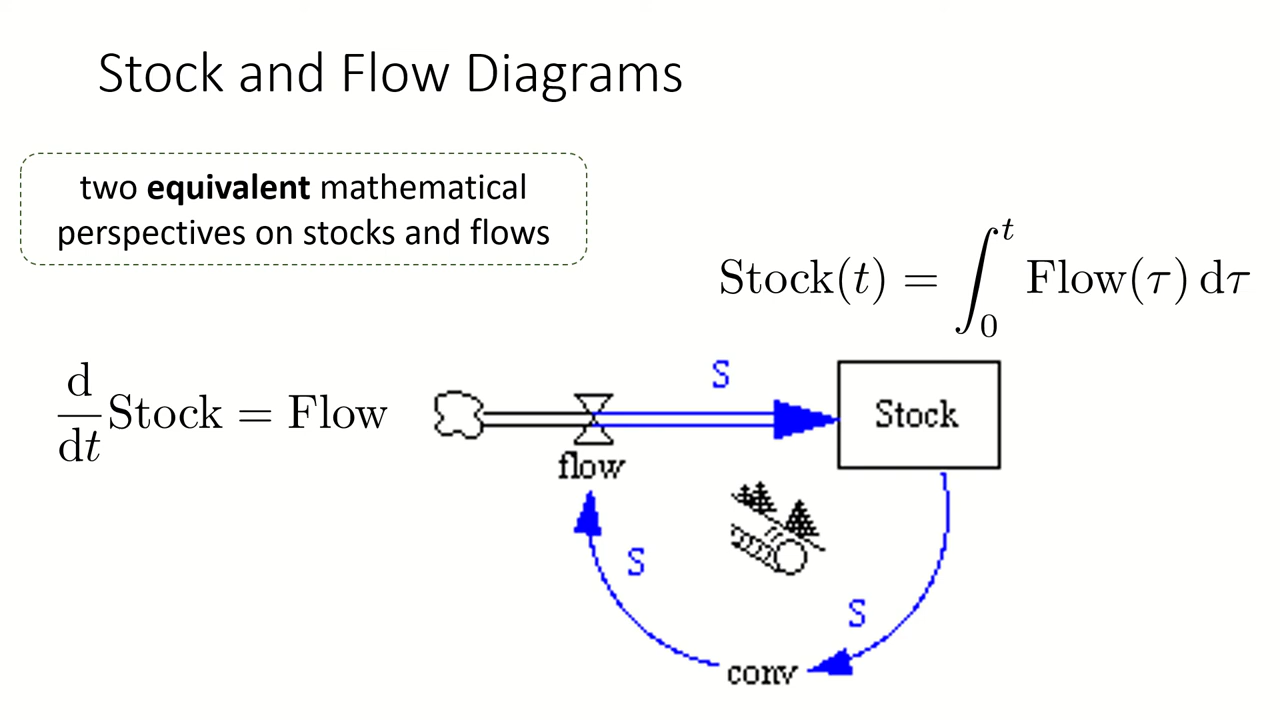 Stock and Flow Diagrams
two equivalent mathematical
perspectives on stocks and flows
Stock(t) = ∫₀ᵗ Flow(τ) dτ
d/dt Stock = Flow
S
Stock
flow
S
S
conv